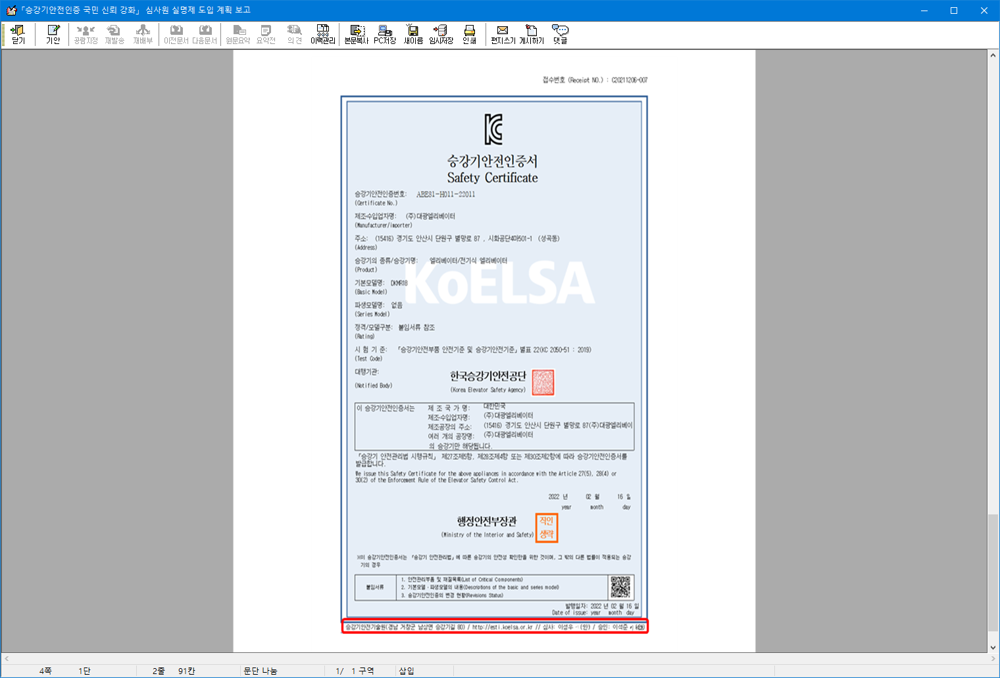 「승강기안전인증 국민 신뢰 강화」 심사원 실명제 도입 계획 보고
닫기 기안 공람지정 재발송 재배부 이전문서 다음문서 원문요약 요약전 의견 이력관리 본문복사 PC저장 새이름 임시저장 인쇄 편지쓰기 게시하기 댓글
접수번호 (Receipt NO.) : C20211206-007
승강기안전인증서
Safety Certificate
승강기안전인증번호: ABES1-H011-22011
(Certificate No.)
제조·수입업자명: (주)대광엘리베이터
(Manufacturer/importer)
주소: (15416) 경기도 안산시 단원구 별망로 87 , 시화공단4마501-1 (성곡동)
(Address)
승강기의 종류/승강기명: 엘리베이터/전기식 엘리베이터
(Product)
KoELSA
기본모델명: DKMR18
(Basic Model)
파생모델명: 없음
(Series Model)
정격/모델구분: 붙임서류 참조
(Rating)
시 험 기 준: 「승강기안전부품 안전기준 및 승강기안전기준」별표 22(KC 2050-51 : 2019)
(Test Code)
대행기관:
한국승강기안전공단
(Notified Body) (Korea Elevator Safety Agency)
이 승강기안전인증서는 제 조 국 가 명: 대한민국
제조·수입업자명: (주)대광엘리베이터
제조공장의 주소: (15416) 경기도 안산시 단원구 별망로 87(주)대광엘리베이
여러 개의 공장명: (주)대광엘리베이터
의 승강기만 해당됩니다.
「승강기 안전관리법 시행규칙」 제27조제5항, 제28조제4항 또는 제30조제2항에 따라 승강기안전인증서를
발급합니다.
We issue this Safety Certificate for the above appliances in accordance with the Article 27(5), 28(4) or
30(2) of the Enforcement Rule of the Elevator Safety Control Act.
2022 년 02 월 16 일
year month day
행정안전부장관
(Ministry of the Interior and Safety)
직인
생략
※이 승강기안전인증서는 「승강기 안전관리법」에 따른 승강기의 안전성 확인만을 위한 것이며, 그 밖의 다른 법률이 적용되는 승강
기의 경우
붙임서류
1. 안전관리부품 및 재질목록(List of Critical Components)
2. 기본모델·파생모델의 내용(Descriptions of the basic and series model)
3. 승강기안전인증의 변경 현황(Revisions Status)
발행일자: 2022 년 02 월 16 일
Date of issue: year month day
승강기안전기술원(경남 거창군 남상면 승강기길 80) / http://esti.koelsa.or.kr // 심사: 이성우 (인) / 승인: 이석준
4쪽 1단 2줄 91칸 문단 나눔 1/ 1 구역 삽입